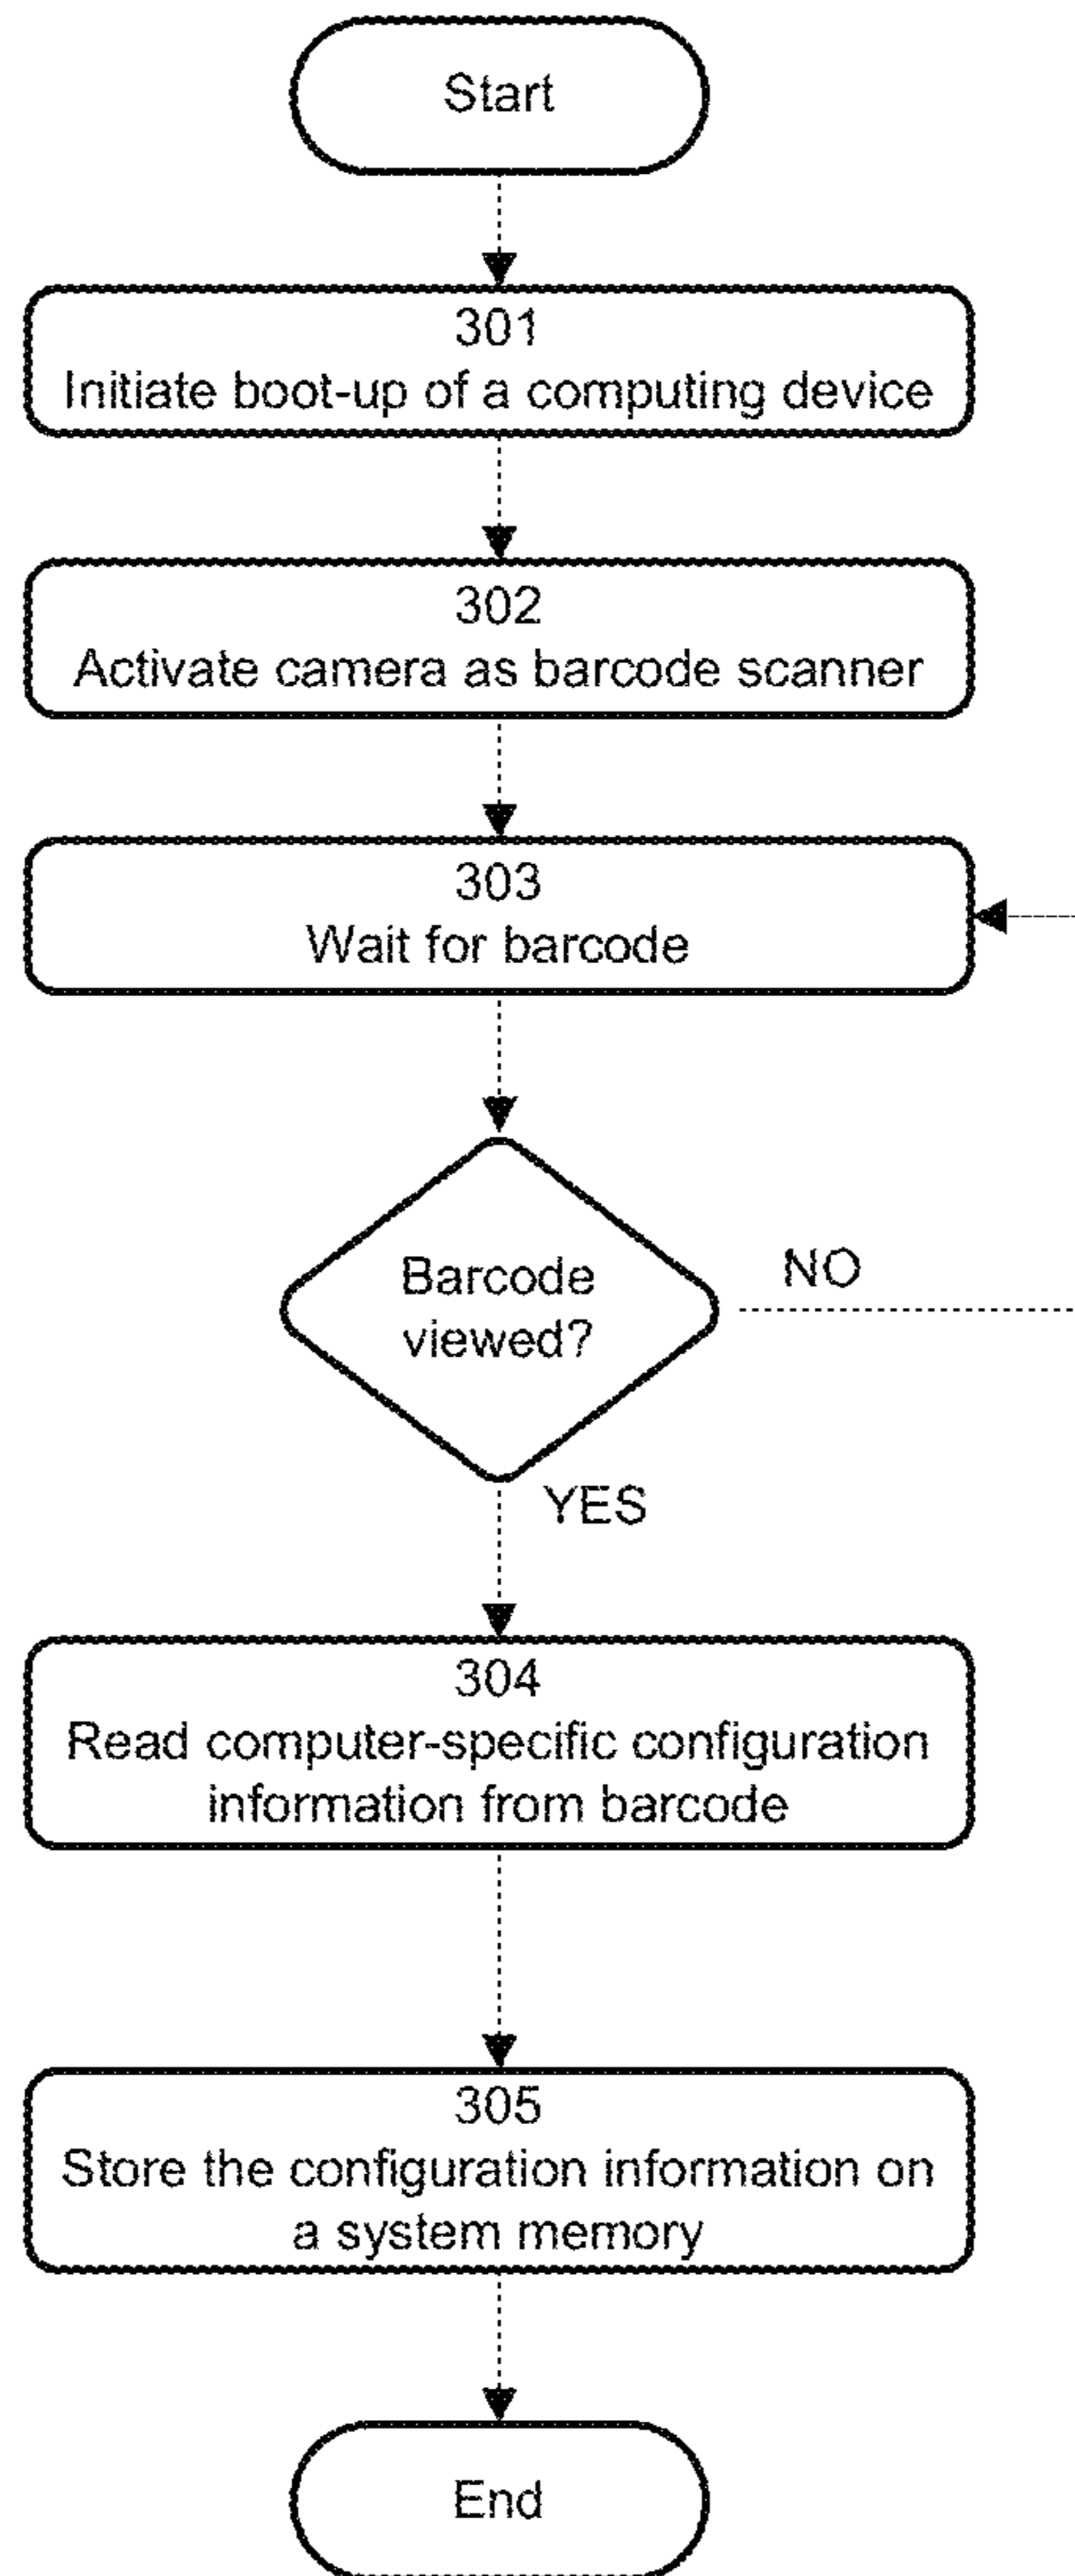 Start
301
Initiate boot-up of a computing device
302
Activate camera as barcode scanner
303
Wait for barcode
Barcode
viewed?
NO
YES
304
Read computer-specific configuration
information from barcode
305
Store the configuration information on
a system memory
End